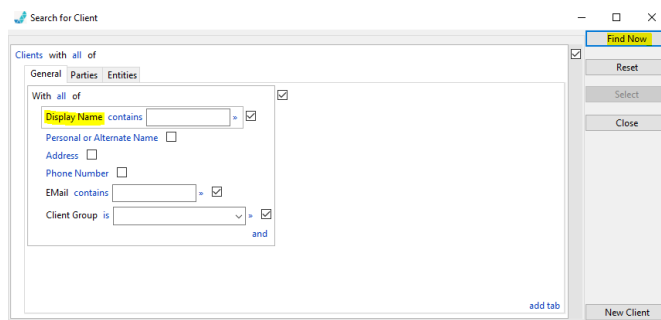 Search for Client
Find Now
Clients with all of
Reset
General Parties Entities
With all of
Select
Display Name contains »
Close
Personal or Alternate Name
Address
Phone Number
EMail contains »
Client Group is »
and
add tab
New Client